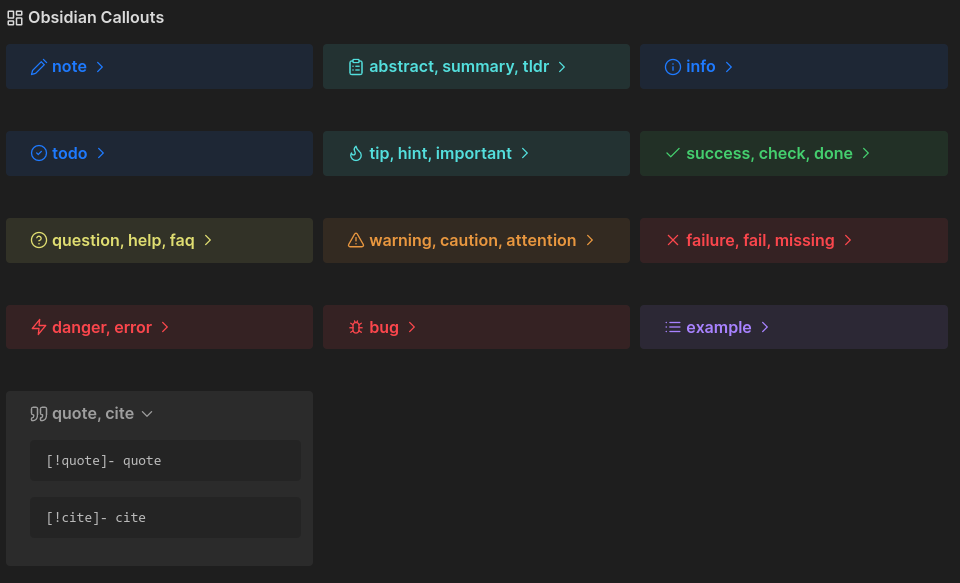 Obsidian Callouts
note
abstract, summary, tldr
info
todo
tip, hint, important
success, check, done
question, help, faq
warning, caution, attention
failure, fail, missing
danger, error
bug
example
quote, cite
[!quote]- quote
[!cite]- cite